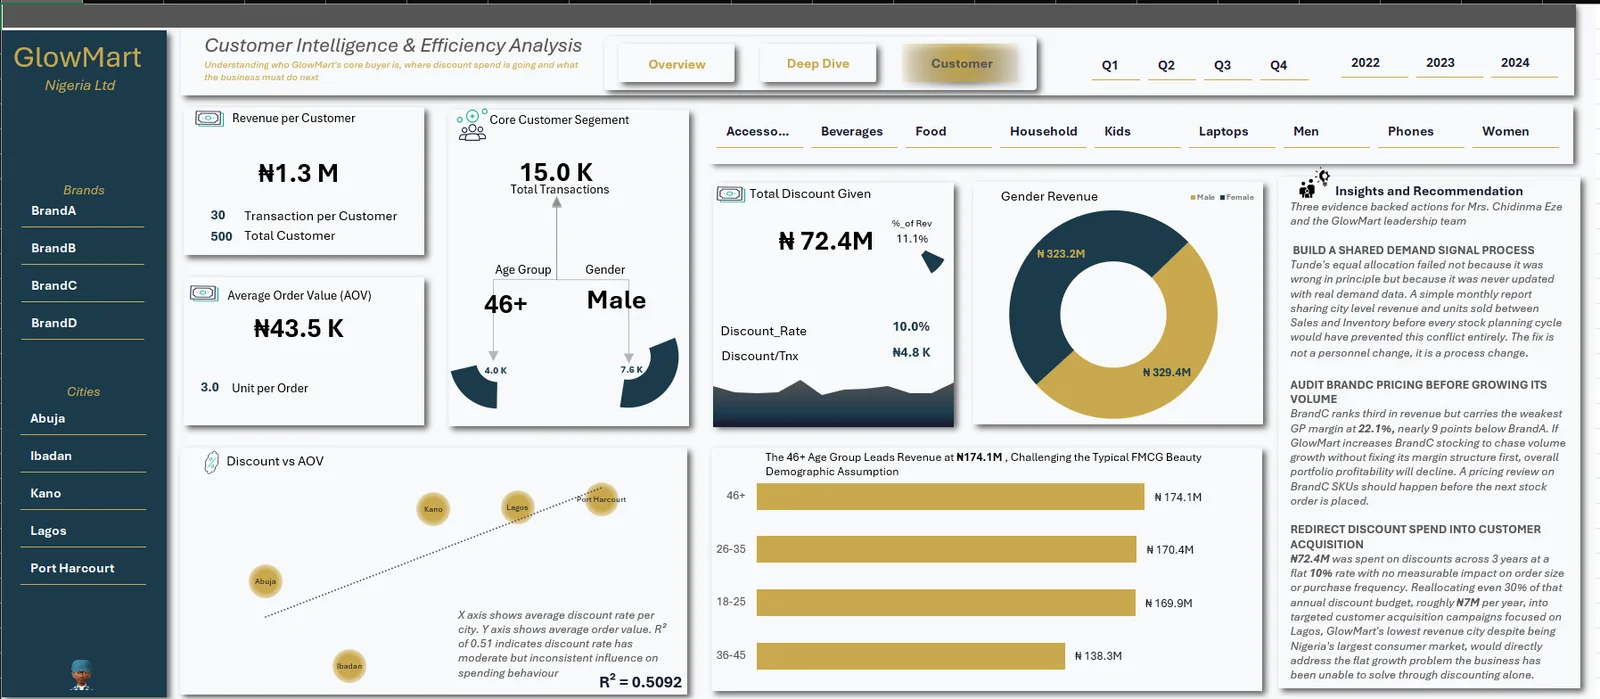 GlowMart
Nigeria Ltd
Customer Intelligence & Efficiency Analysis
Understanding who GlowMart's core buyer is, where discount spend is going and what
the business must do next
Overview
Deep Dive
Customer
Q1
Q2
Q3
Q4
2022
2023
2024
Brands
BrandA
BrandB
BrandC
BrandD
Cities
Abuja
Ibadan
Kano
Lagos
Port Harcourt
Revenue per Customer
₦1.3 M
30 Transaction per Customer
500 Total Customer
Average Order Value (AOV)
₦43.5 K
3.0 Unit per Order
Core Customer Segement
15.0 K
Total Transactions
Age Group
Gender
46+
Male
4.0 K
7.6 K
Accesso...
Beverages
Food
Household
Kids
Laptops
Men
Phones
Women
Total Discount Given
₦ 72.4M
%_of Rev
11.1%
Discount_Rate 10.0%
Discount/Tnx ₦4.8 K
Gender Revenue
Male Female
₦ 323.2M
₦ 329.4M
Discount vs AOV
Kano
Lagos
Port Harcourt
Abuja
Ibadan
X axis shows average discount rate per
city. Y axis shows average order value. R²
of 0.51 indicates discount rate has
moderate but inconsistent influence on
spending behaviour
R² = 0.5092
The 46+ Age Group Leads Revenue at ₦174.1M , Challenging the Typical FMCG Beauty
Demographic Assumption
46+ ₦ 174.1M
26-35 ₦ 170.4M
18-25 ₦ 169.9M
36-45 ₦ 138.3M
Insights and Recommendation
Three evidence backed actions for Mrs. Chidinma Eze
and the GlowMart leadership team
BUILD A SHARED DEMAND SIGNAL PROCESS
Tunde's equal allocation failed not because it was
wrong in principle but because it was never updated
with real demand data. A simple monthly report
sharing city level revenue and units sold between
Sales and Inventory before every stock planning cycle
would have prevented this conflict entirely. The fix is
not a personnel change, it is a process change.
AUDIT BRANDC PRICING BEFORE GROWING ITS
VOLUME
BrandC ranks third in revenue but carries the weakest
GP margin at 22.1%, nearly 9 points below BrandA. If
GlowMart increases BrandC stocking to chase volume
growth without fixing its margin structure first, overall
portfolio profitability will decline. A pricing review on
BrandC SKUs should happen before the next stock
order is placed.
REDIRECT DISCOUNT SPEND INTO CUSTOMER
ACQUISITION
₦72.4M was spent on discounts across 3 years at a
flat 10% rate with no measurable impact on order size
or purchase frequency. Reallocating even 30% of that
annual discount budget, roughly ₦7M per year, into
targeted customer acquisition campaigns focused on
Lagos, GlowMart's lowest revenue city despite being
Nigeria's largest consumer market, would directly
address the flat growth problem the business has
been unable to solve through discounting alone.